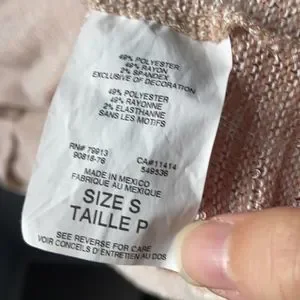 49% POLYESTER
49% RAYON
2% SPANDEX
EXCLUSIVE OF DECORATION
49% POLYESTER
49% RAYONNE
2% ELASTHANNE
SANS LES MOTIFS
RN# 79913 CA#11414
90818-76 549536
MADE IN MEXICO
FABRIQUE AU MEXIQUE
SIZE S
TAILLE P
SEE REVERSE FOR CARE
VOIR CONCEILS D'ENTRETIEN AU DOS